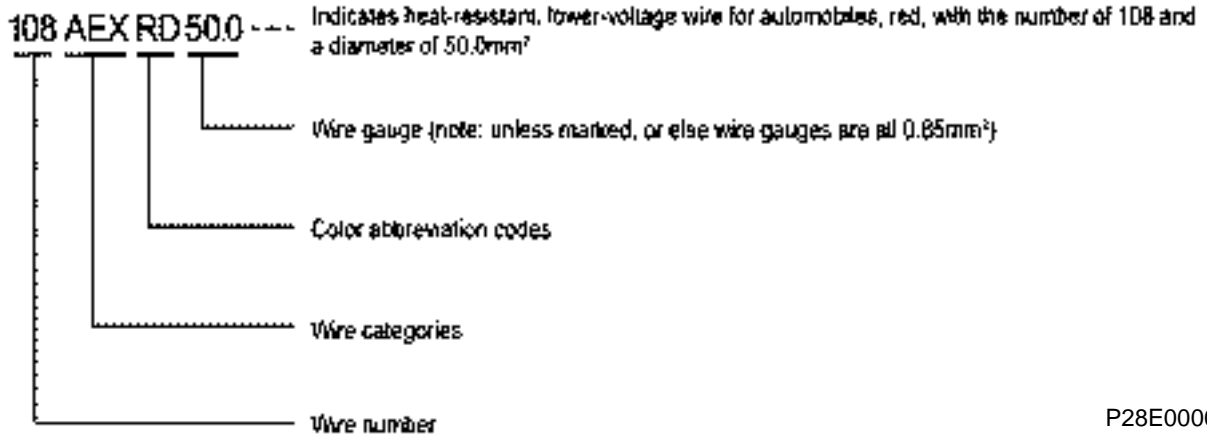 108 AEX RD 50.0 ---- Indicates heat-resistant, lower-voltage wire for automobiles, red, with the number of 108 and
a diameter of 50.0mm²
Wire gauge (note: unless marked, or else wire gauges are all 0.85mm²)
Color abbreviation codes
Wire categories
Wire number
P28E000